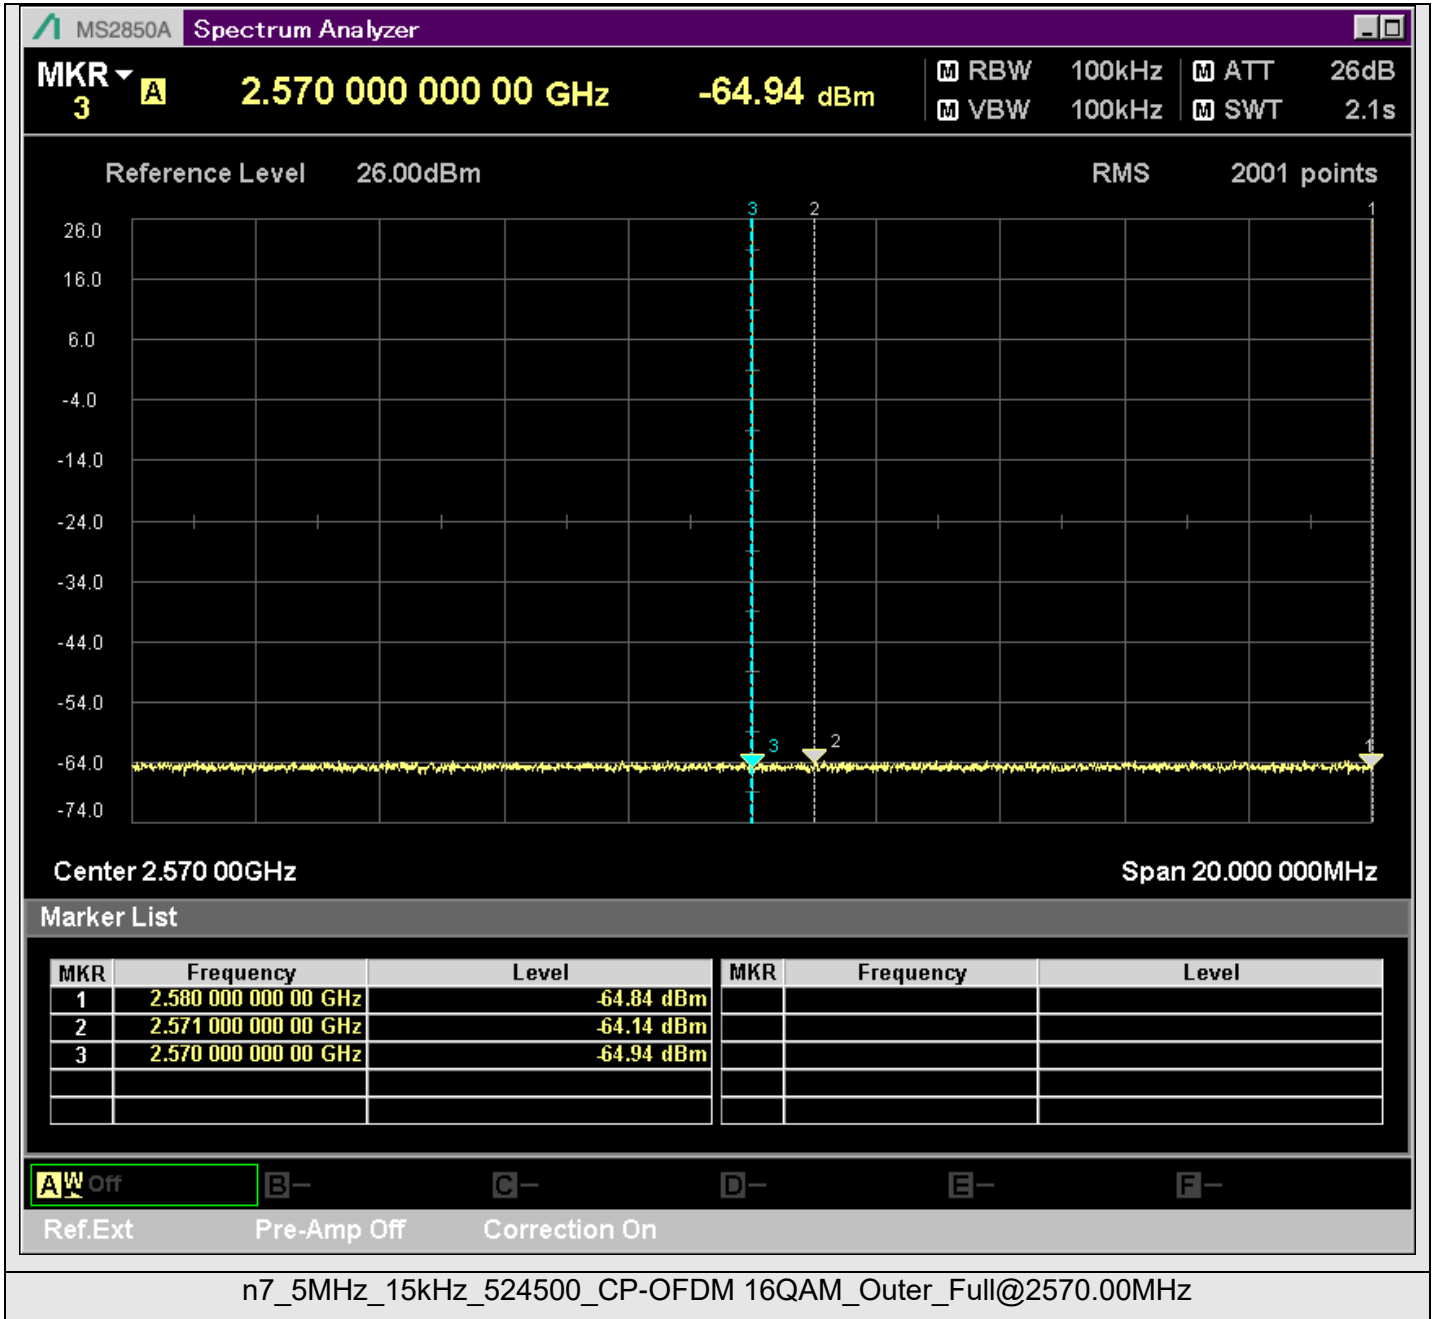 MS2850A Spectrum Analyzer
MKR 3 A 2.570 000 000 00 GHz -64.94 dBm
M RBW 100kHz M ATT 26dB
M VBW 100kHz M SWT 2.1s
Reference Level 26.00dBm RMS 2001 points
3 2 1
26.0
16.0
6.0
-4.0
-14.0
-24.0
-34.0
-44.0
-54.0
3 2 1
-64.0
-74.0
Center 2.570 00GHz Span 20.000 000MHz
Marker List
MKR Frequency Level MKR Frequency Level
1 2.580 000 000 00 GHz -64.84 dBm
2 2.571 000 000 00 GHz -64.14 dBm
3 2.570 000 000 00 GHz -64.94 dBm
A W Off B - C - D - E - F -
Ref.Ext Pre-Amp Off Correction On
n7_5MHz_15kHz_524500_CP-OFDM 16QAM_Outer_Full@2570.00MHz